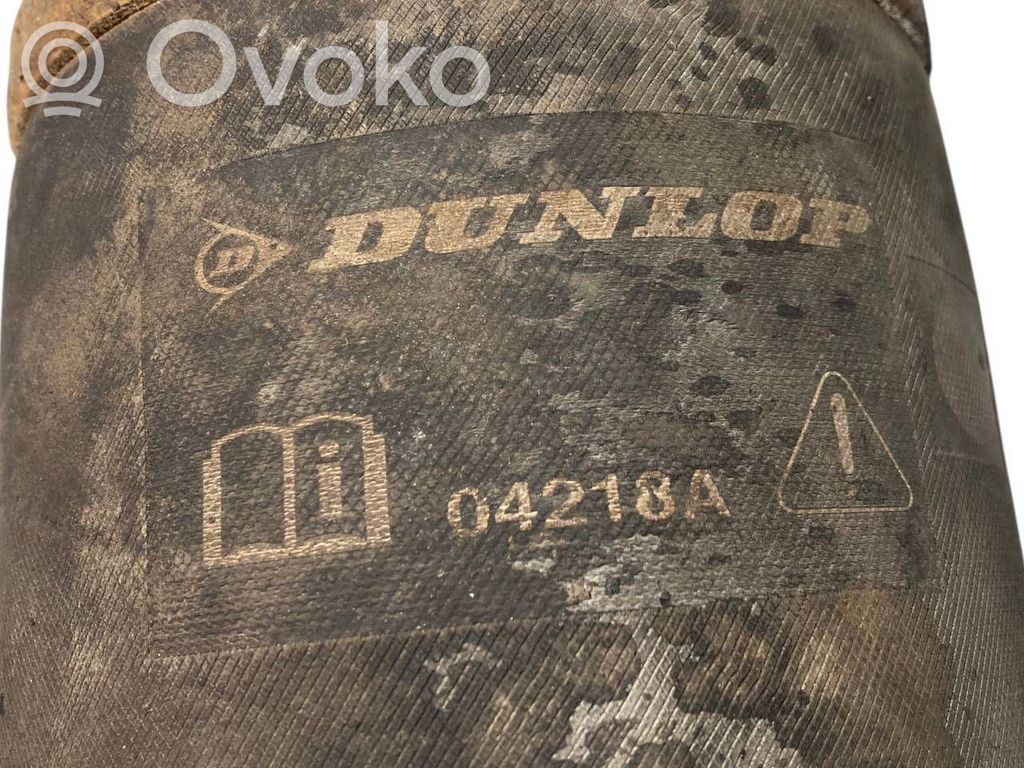 Ovoko
D DUNLOP
i 04218A !